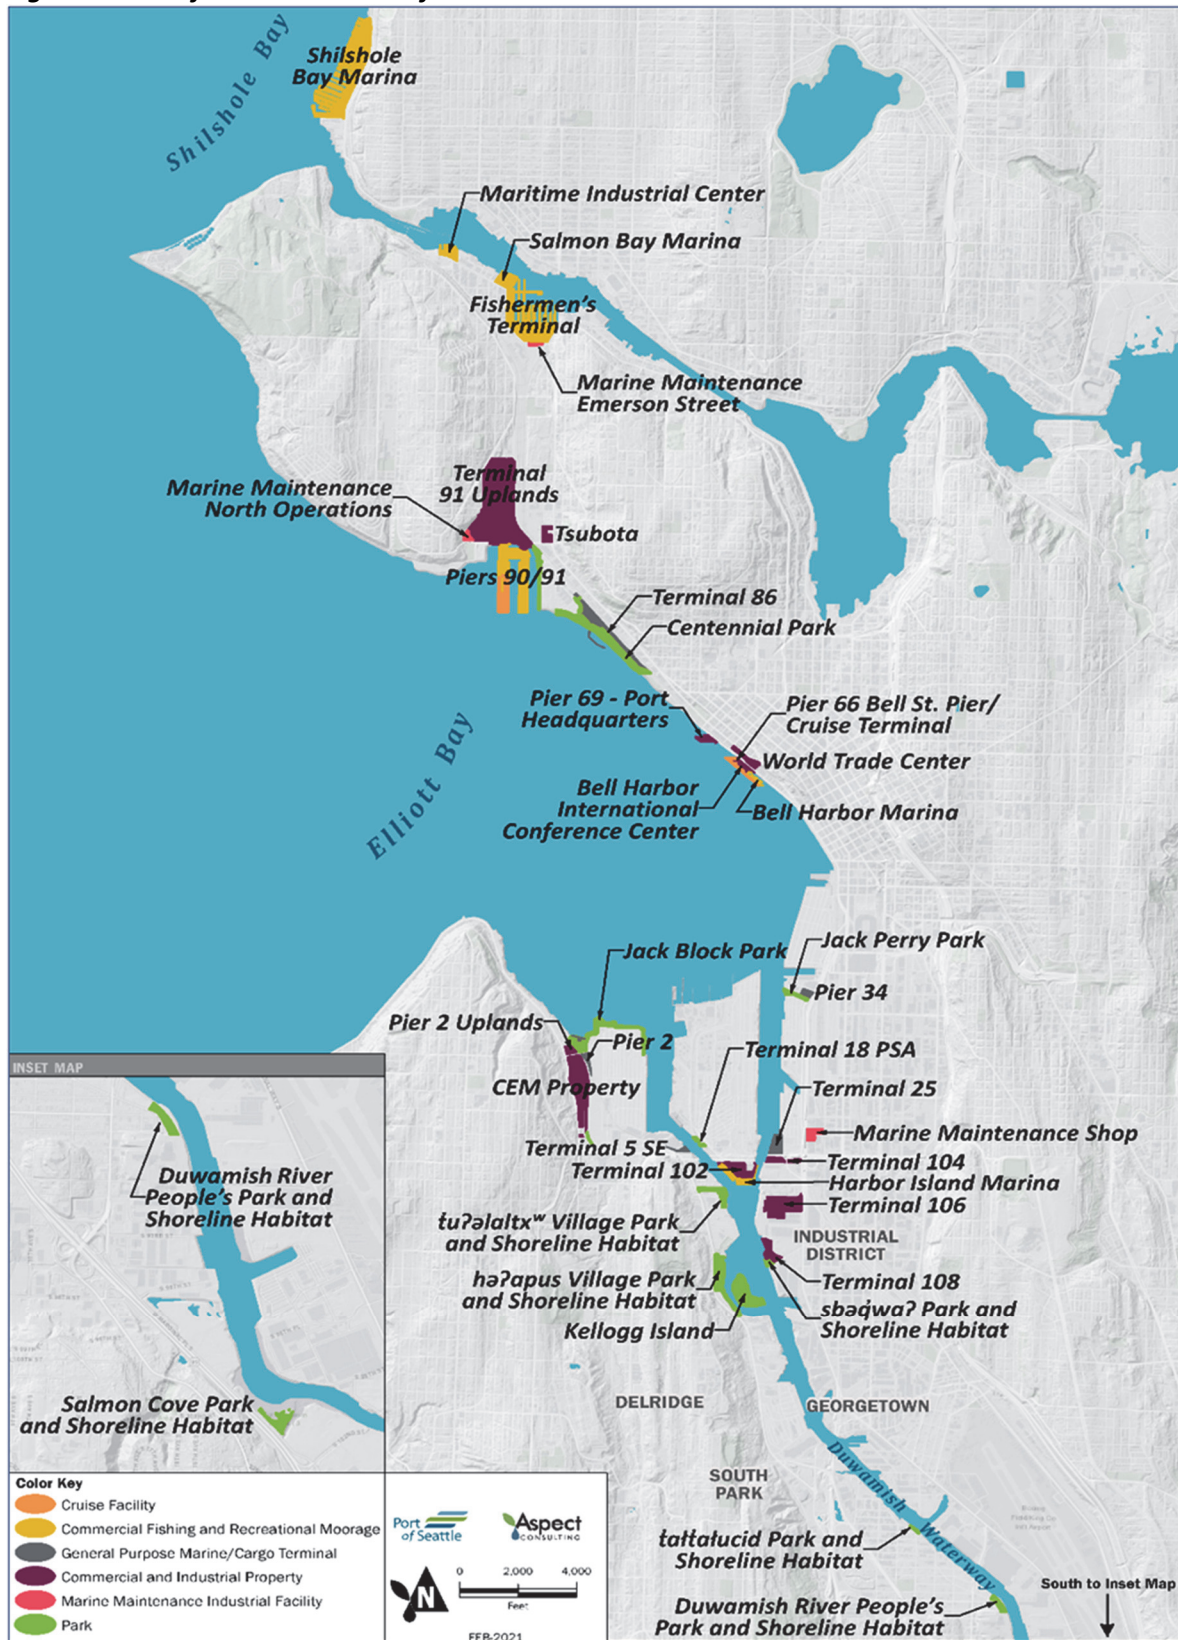 Shilshole Bay
Shilshole
Bay Marina
Maritime Industrial Center
Salmon Bay Marina
Fishermen's
Terminal
Marine Maintenance
Emerson Street
Terminal
91 Uplands
Marine Maintenance
North Operations
Tsubota
Piers 90/91
Terminal 86
Centennial Park
Pier 69 - Port
Headquarters
Pier 66 Bell St. Pier/
Cruise Terminal
World Trade Center
Elliott Bay
Bell Harbor
International
Conference Center
Bell Harbor Marina
Jack Block Park
Jack Perry Park
Pier 34
Pier 2 Uplands
Pier 2
Terminal 18 PSA
CEM Property
Terminal 25
Marine Maintenance Shop
Terminal 5 SE
Terminal 102
Terminal 104
Harbor Island Marina
Terminal 106
t̓uʔəlaltxʷ Village Park
and Shoreline Habitat
INDUSTRIAL
DISTRICT
həʔapus Village Park
and Shoreline Habitat
Terminal 108
sbəq̓waʔ Park and
Shoreline Habitat
Kellogg Island
DELRIDGE
GEORGETOWN
SOUTH
PARK
Duwamish Waterway
ɫaɫɫaɫucid Park and
Shoreline Habitat
Duwamish River People's
Park and Shoreline Habitat
South to Inset Map
INSET MAP
Duwamish River
People's Park and
Shoreline Habitat
Salmon Cove Park
and Shoreline Habitat
Color Key
Cruise Facility
Commercial Fishing and Recreational Moorage
General Purpose Marine/Cargo Terminal
Commercial and Industrial Property
Marine Maintenance Industrial Facility
Park
Port
of Seattle
Aspect
CONSULTING
N
0 2,000 4,000
Feet
FEB-2021